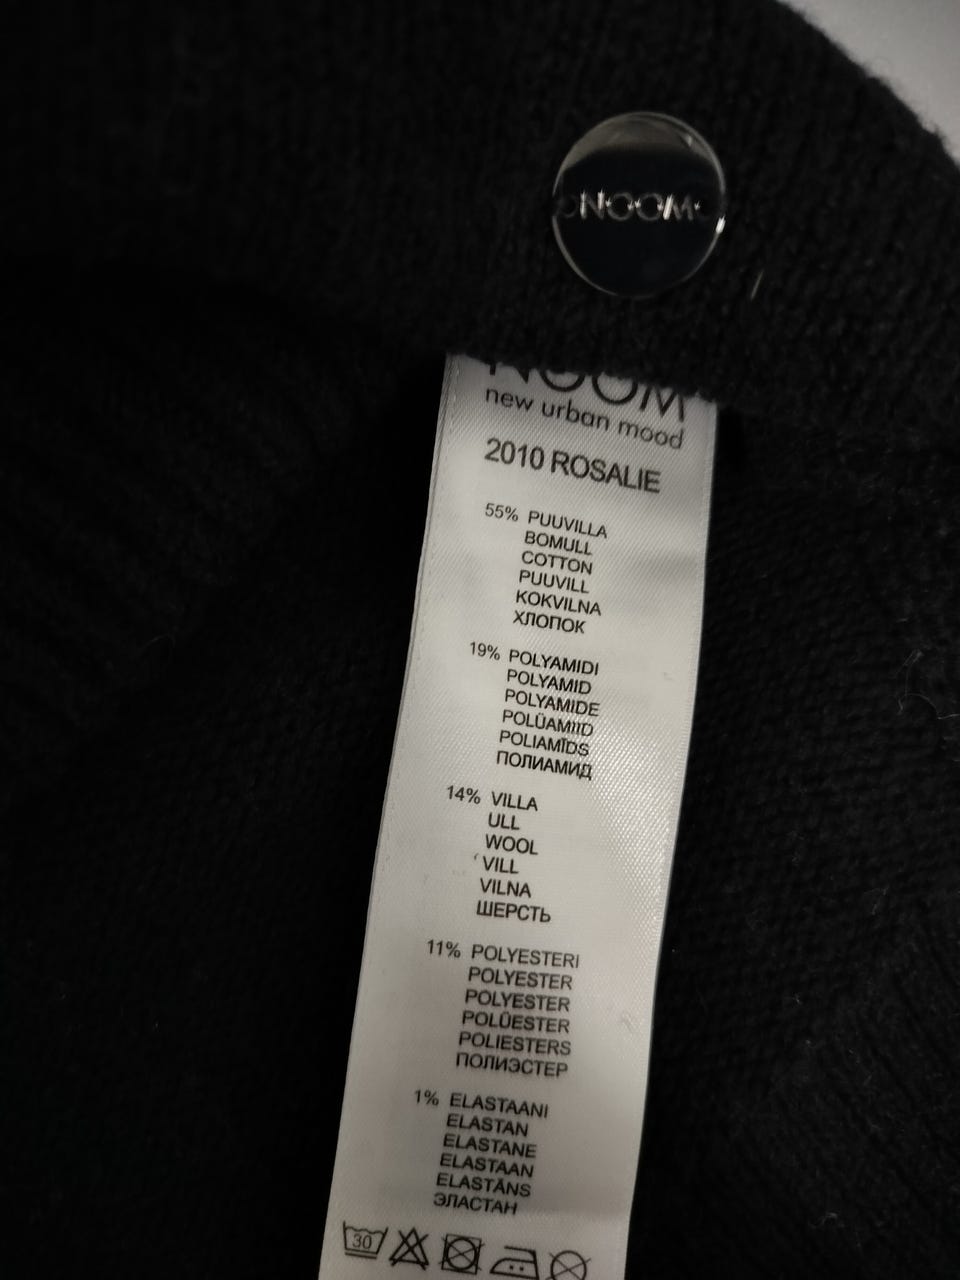 NOOM
NOOM
new urban mood
2010 ROSALIE
55% PUUVILLA
BOMULL
COTTON
PUUVILL
KOKVILNA
ХЛОПОК
19% POLYAMIDI
POLYAMID
POLYAMIDE
POLÜAMIID
POLIAMĪDS
ПОЛИАМИД
14% VILLA
ULL
WOOL
VILL
VILNA
ШЕРСТЬ
11% POLYESTERI
POLYESTER
POLYESTER
POLÜESTER
POLIESTERS
ПОЛИЭСТЕР
1% ELASTAANI
ELASTAN
ELASTANE
ELASTAAN
ELASTĀNS
ЭЛАСТАН
30